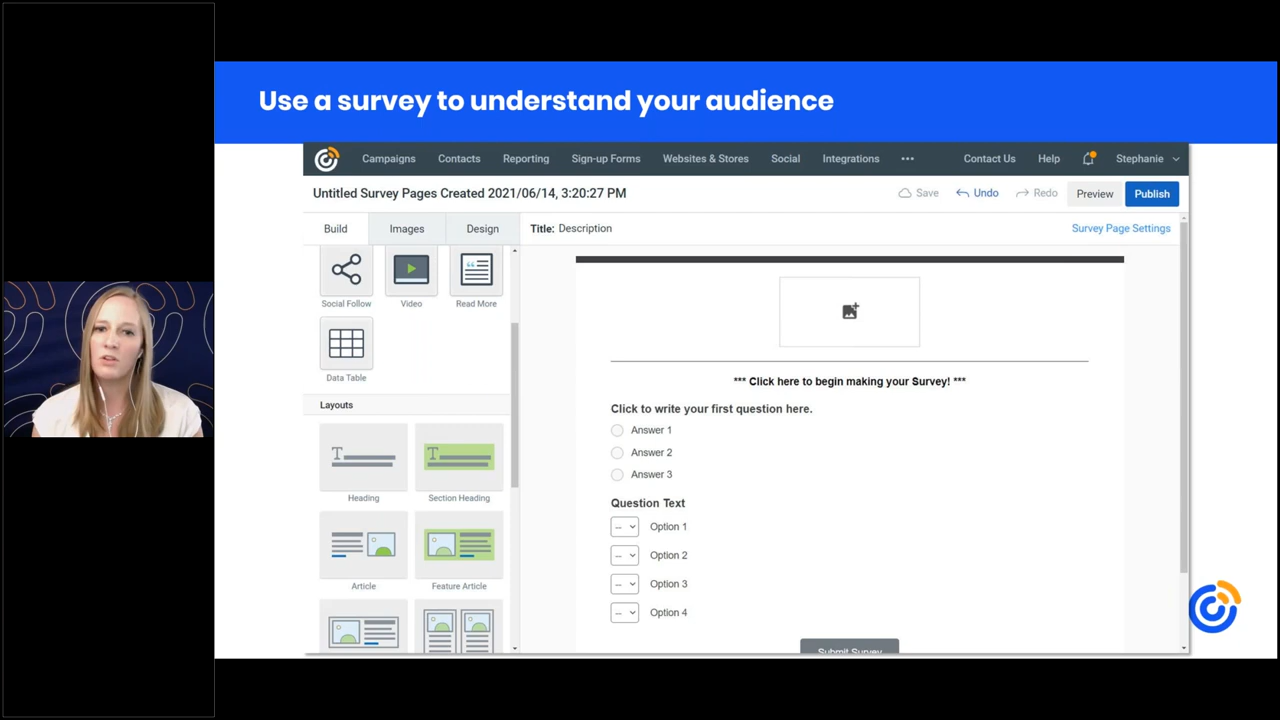 Use a survey to understand your audience
Campaigns Contacts Reporting Sign-up Forms Websites & Stores Social Integrations ••• Contact Us Help Stephanie
Untitled Survey Pages Created 2021/06/14, 3:20:27 PM Save Undo Redo Preview Publish
Build Images Design Title: Description Survey Page Settings
Social Follow Video Read More
Data Table
Layouts
Heading Section Heading
Article Feature Article
*** Click here to begin making your Survey! ***
Click to write your first question here.
Answer 1
Answer 2
Answer 3
Question Text
-- Option 1
-- Option 2
-- Option 3
-- Option 4
Submit Survey